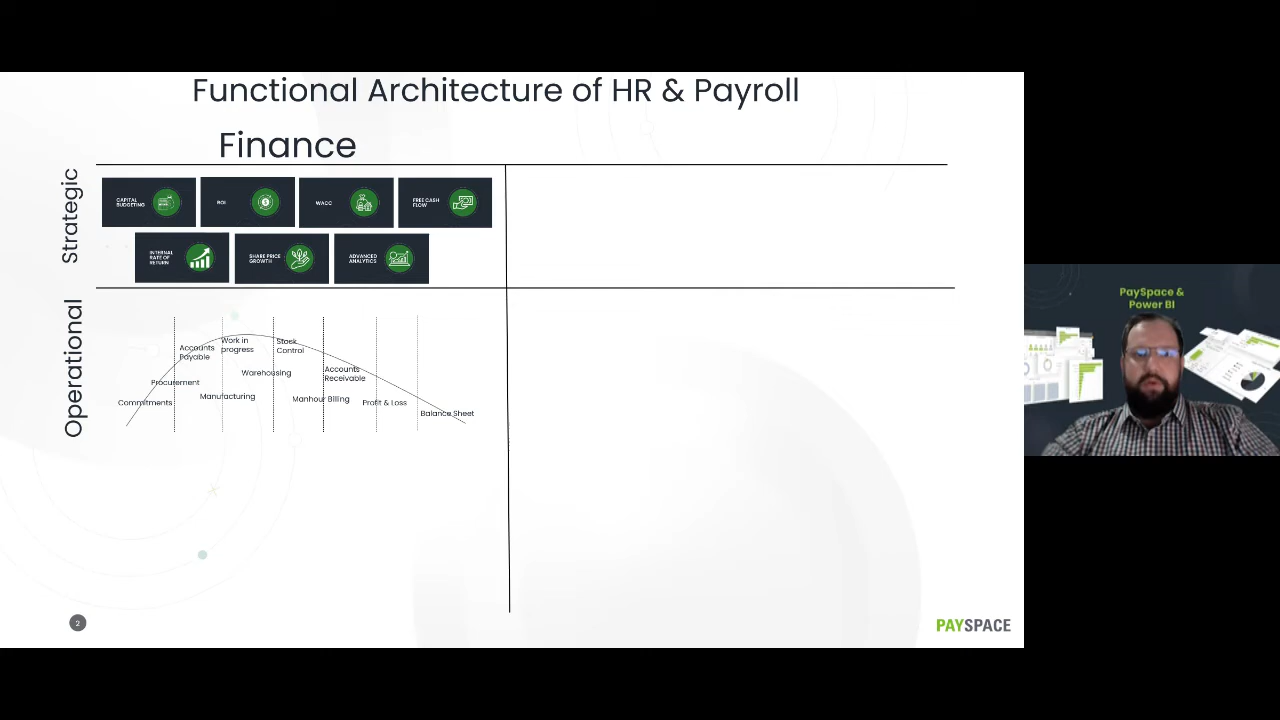 Functional Architecture of HR & Payroll
Finance
Strategic
CAPITAL
BUDGETING
ROI
WACC
FREE CASH
FLOW
INTERNAL
RATE OF
RETURN
SHARE PRICE
GROWTH
ADVANCED
ANALYTICS
Operational
Accounts
Payable
Work in
progress
Stock
Control
Procurement
Warehousing
Accounts
Receivable
Commitments
Manufacturing
Manhour Billing
Profit & Loss
Balance Sheet
2
PAYSPACE
PaySpace &
Power BI